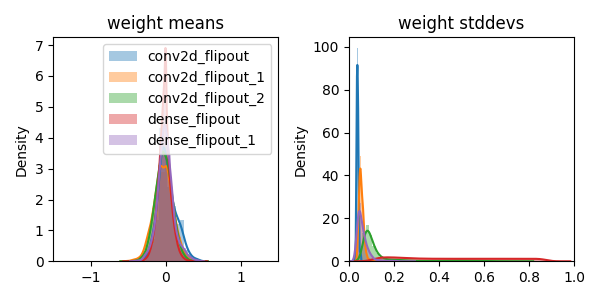 weight means
weight stddevs
Density
7
6
5
4
3
2
1
0
−1
0
1
conv2d_flipout
conv2d_flipout_1
conv2d_flipout_2
dense_flipout
dense_flipout_1
Density
100
80
60
40
20
0
0.0
0.2
0.4
0.6
0.8
1.0